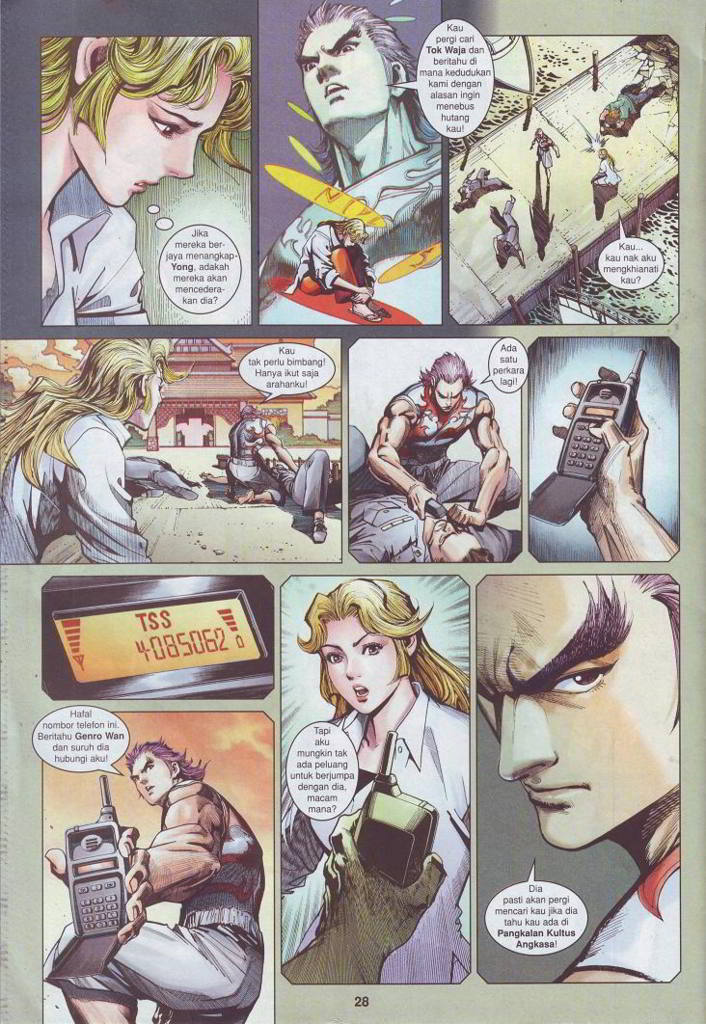 Jika
mereka ber-
jaya menangkap-
Yong, adakah
mereka akan
mencedera-
kan dia?
Kau
pergi cari
Tok Waja dan
beritahu di
mana kedudukan
kami dengan
alasan ingin
menebus
hutang
kau!
Kau...
kau nak aku
mengkhianati
kau?
Kau
tak perlu bimbang!
Hanya ikut saja
arahanku!
Ada
satu
perkara
lagi!
TSS
4085062
Hafal
nombor telefon ini.
Beritahu Genro Wan
dan suruh dia
hubungi aku!
Tapi
aku
mungkin tak
ada peluang
untuk berjumpa
dengan dia,
macam
mana?
Dia
pasti akan pergi
mencari kau jika dia
tahu kau ada di
Pangkalan Kultus
Angkasa!
28